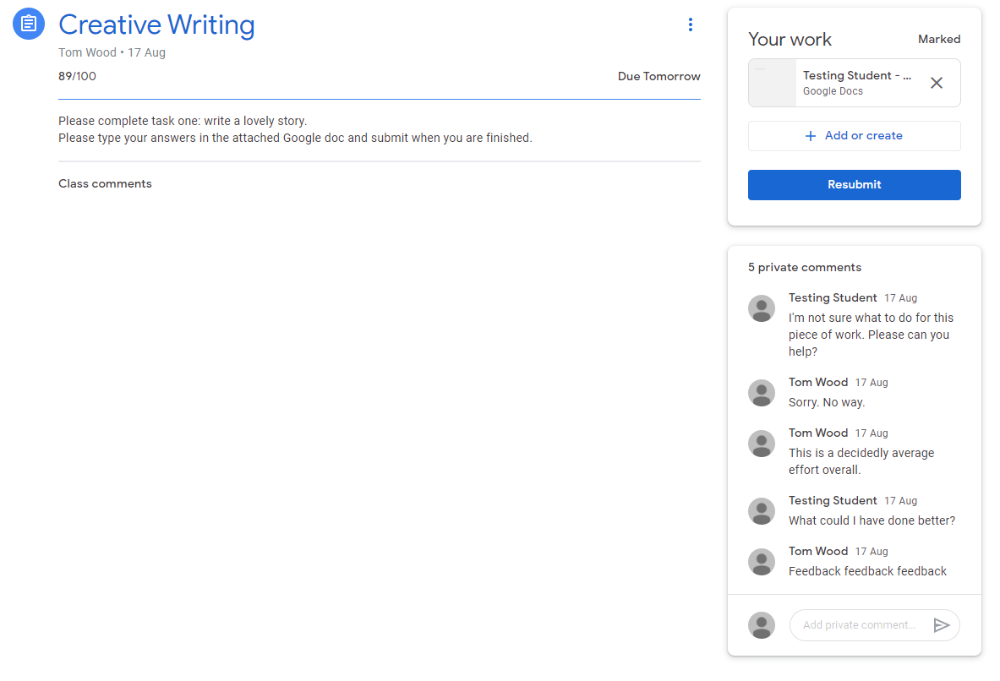 Creative Writing
Tom Wood • 17 Aug
89/100
Due Tomorrow
Please complete task one: write a lovely story.
Please type your answers in the attached Google doc and submit when you are finished.
Class comments
Your work
Marked
Testing Student - ...
Google Docs
Add or create
Resubmit
5 private comments
Testing Student 17 Aug
I'm not sure what to do for this
piece of work. Please can you
help?
Tom Wood 17 Aug
Sorry. No way.
Tom Wood 17 Aug
This is a decidedly average
effort overall.
Testing Student 17 Aug
What could I have done better?
Tom Wood 17 Aug
Feedback feedback feedback
Add private comment...